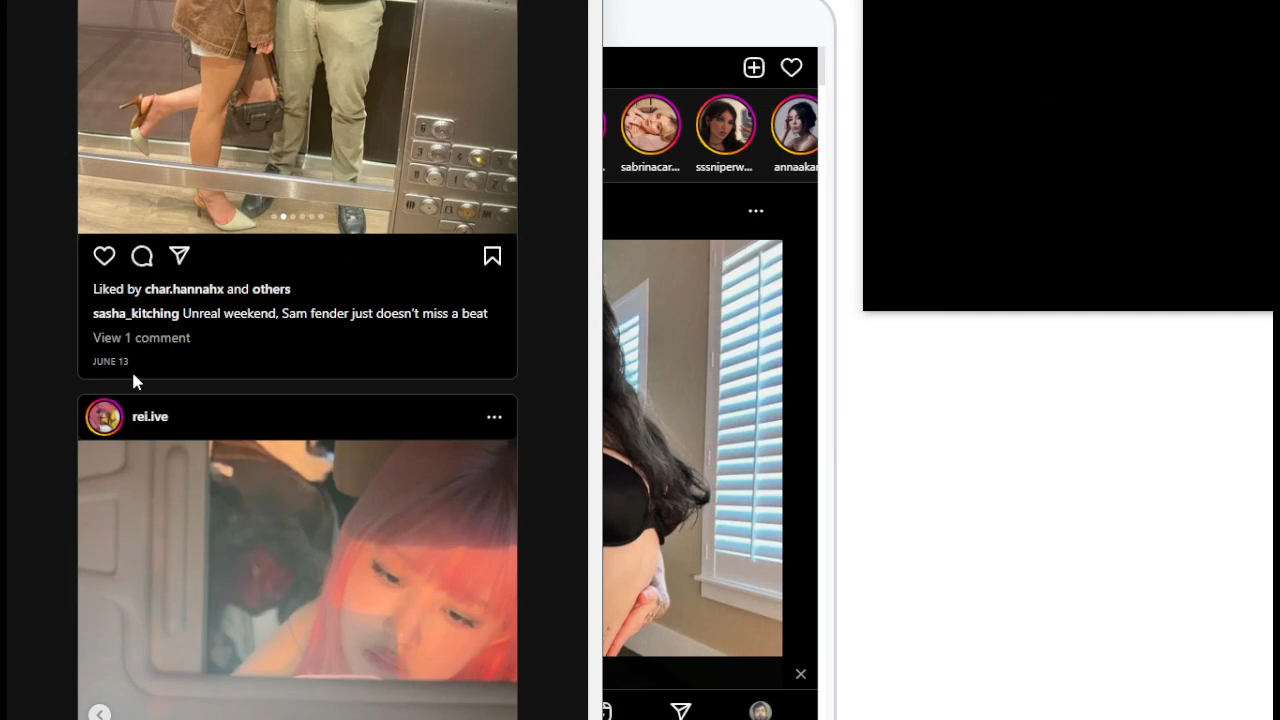 sabrinacar...
sssniperw...
annaakar
Liked by char.hannahx and others
sasha_kitching Unreal weekend, Sam fender just doesn't miss a beat
View 1 comment
JUNE 13
rei.ive